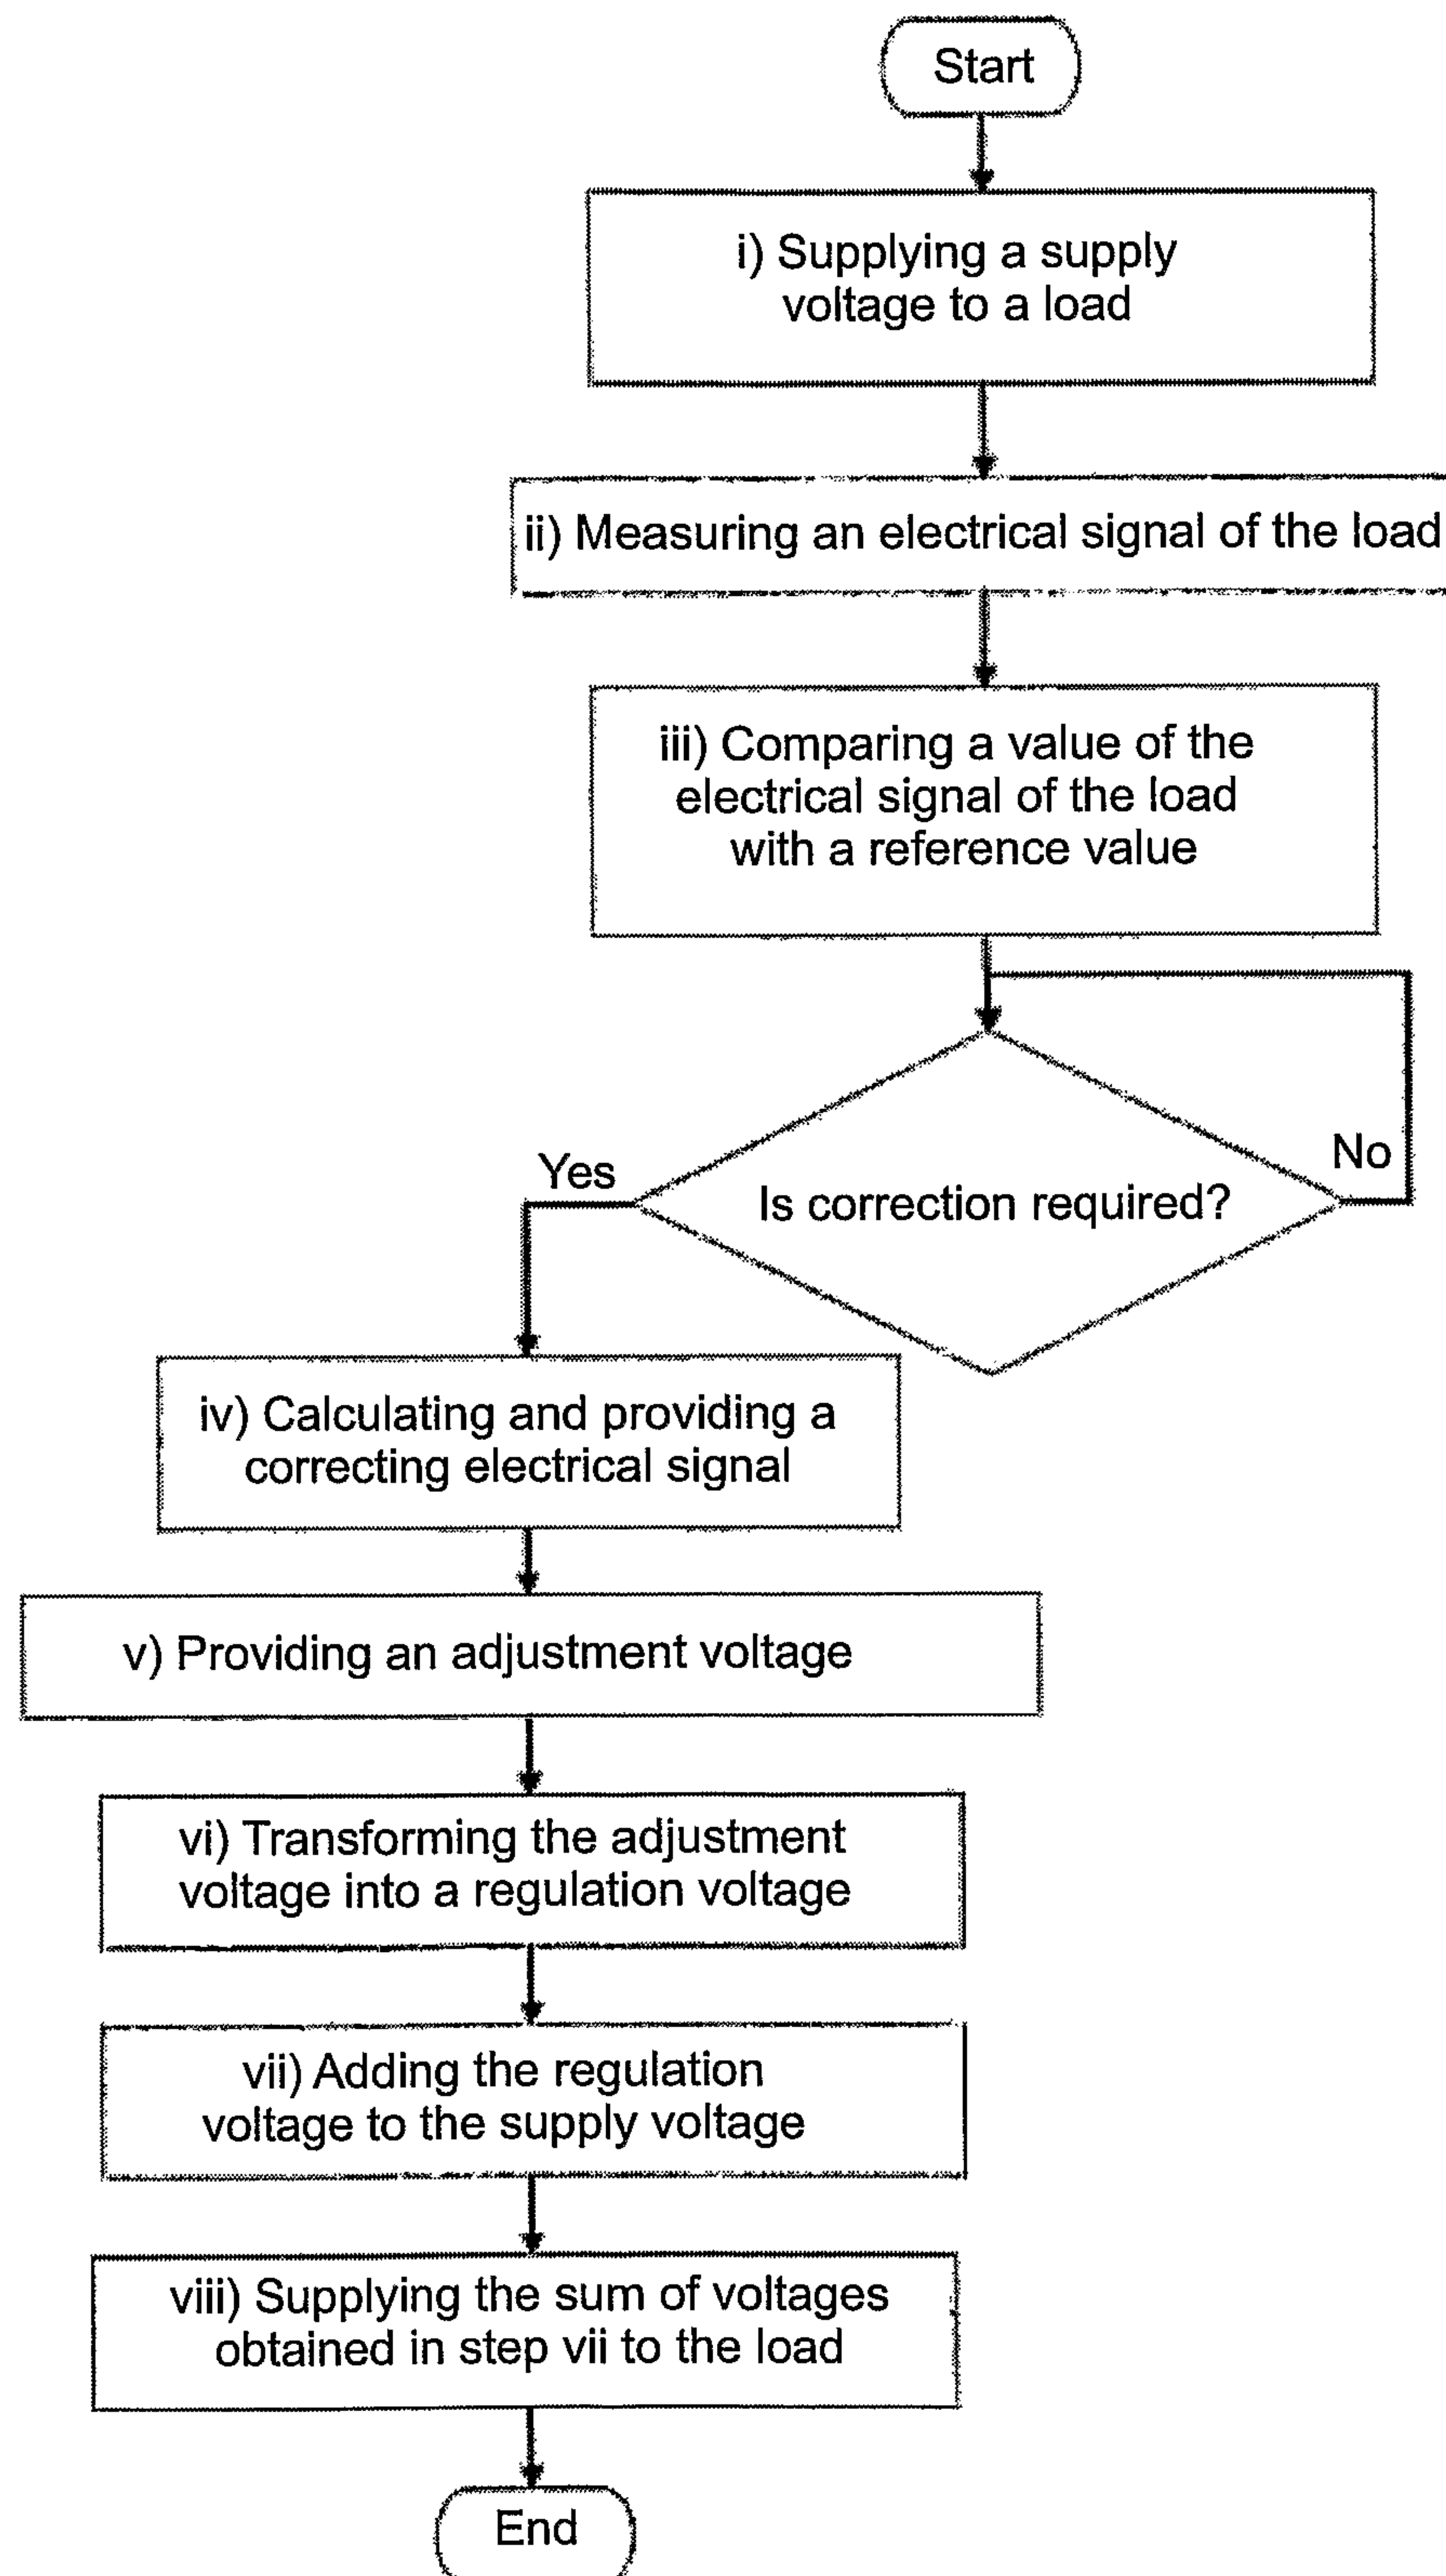 Start
i) Supplying a supply
voltage to a load
ii) Measuring an electrical signal of the load
iii) Comparing a value of the
electrical signal of the load
with a reference value
No
Yes
Is correction required?
iv) Calculating and providing a
correcting electrical signal
v) Providing an adjustment voltage
vi) Transforming the adjustment
voltage into a regulation voltage
vii) Adding the regulation
voltage to the supply voltage
viii) Supplying the sum of voltages
obtained in step vii to the load
End